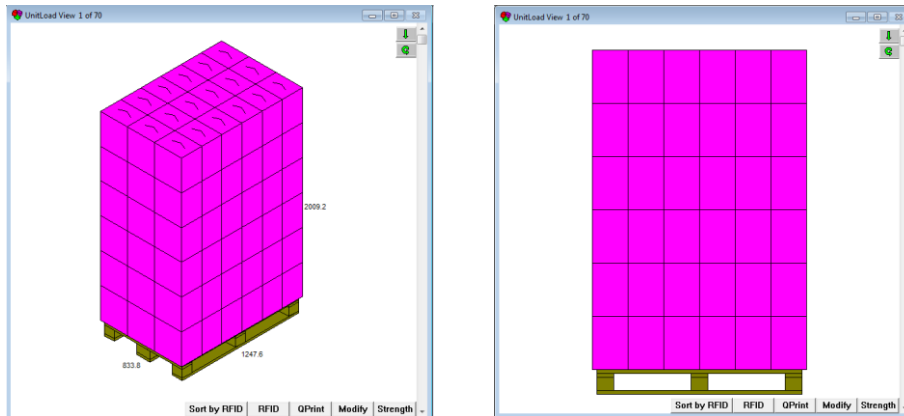 UnitLoad View 1 of 70
2009.2
1247.6
833.8
Sort by RFID RFID QPrint Modify Strength
UnitLoad View 1 of 70
Sort by RFID RFID QPrint Modify Strength